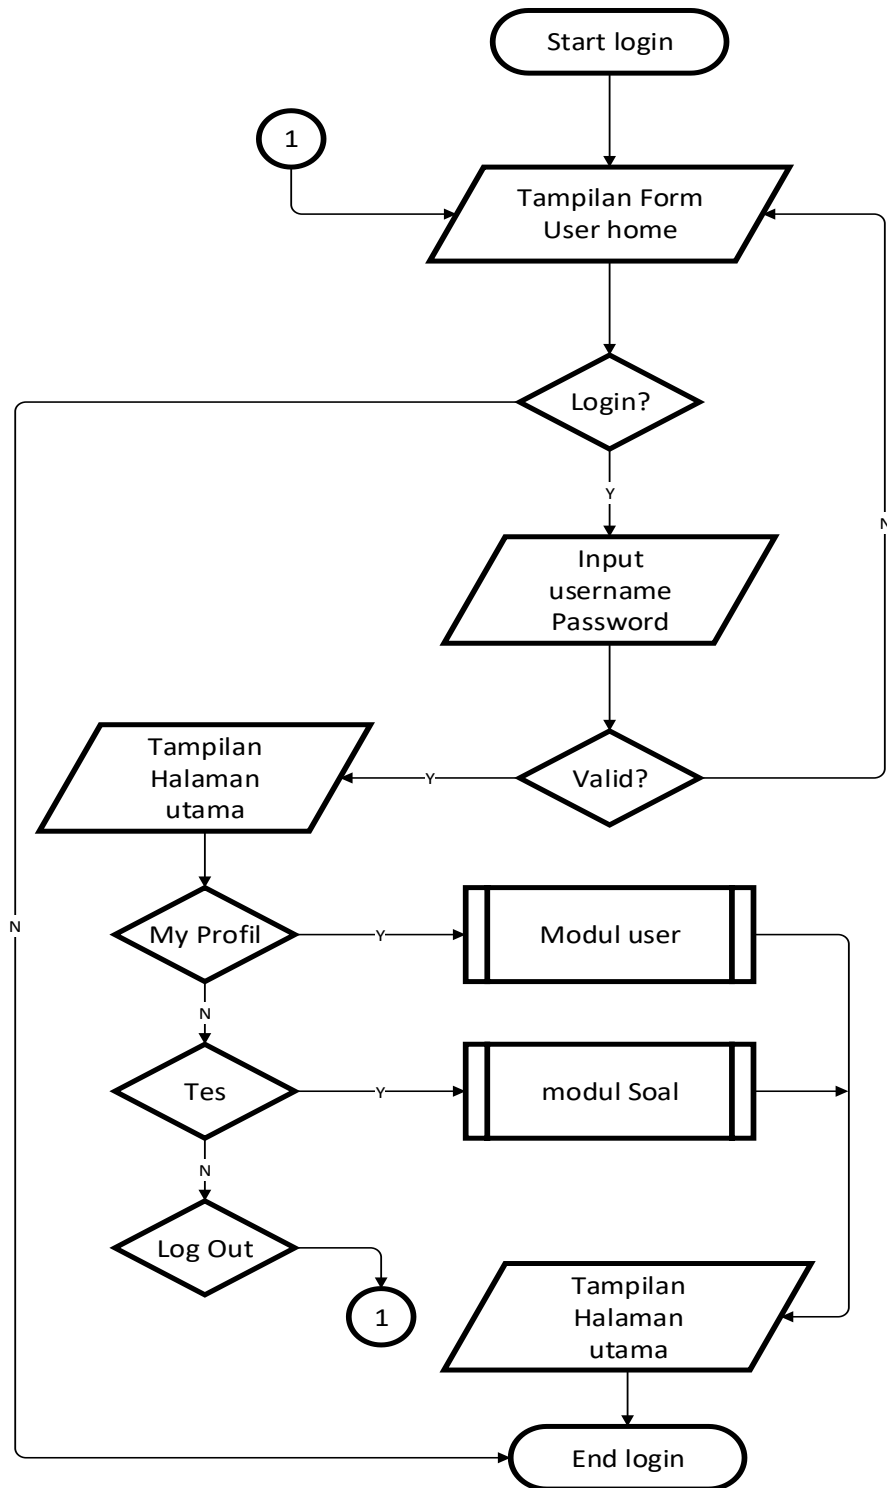 Start login
1
Tampilan Form
User home
Login?
Y
N
Input
username
Password
Tampilan
Halaman
utama
Y
Valid?
N
My Profil
Y
Modul user
N
Tes
Y
modul Soal
N
Log Out
1
Tampilan
Halaman
utama
End login